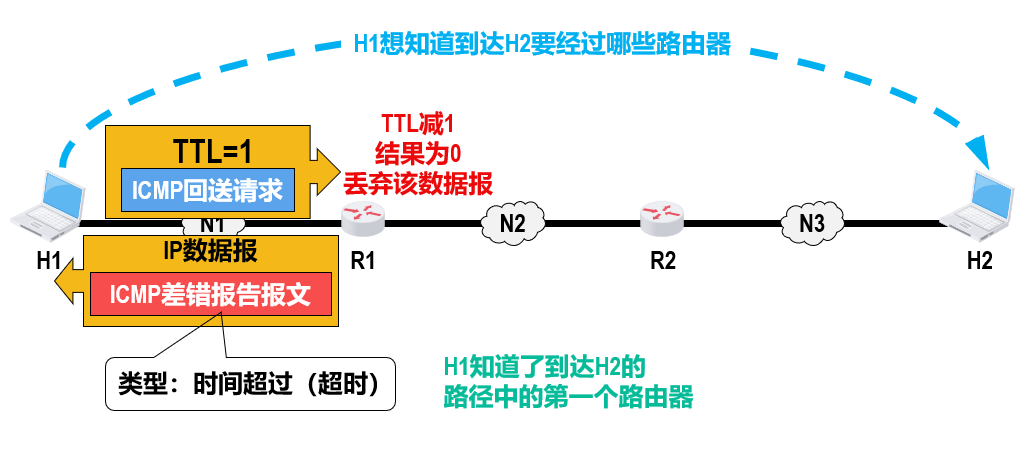 H1想知道到达H2要经过哪些路由器
TTL减1
结果为0
丢弃该数据报
TTL=1
ICMP回送请求
N1
N2
N3
H1
R1
R2
H2
IP数据报
ICMP差错报告报文
类型：时间超过（超时）
H1知道了到达H2的
路径中的第一个路由器